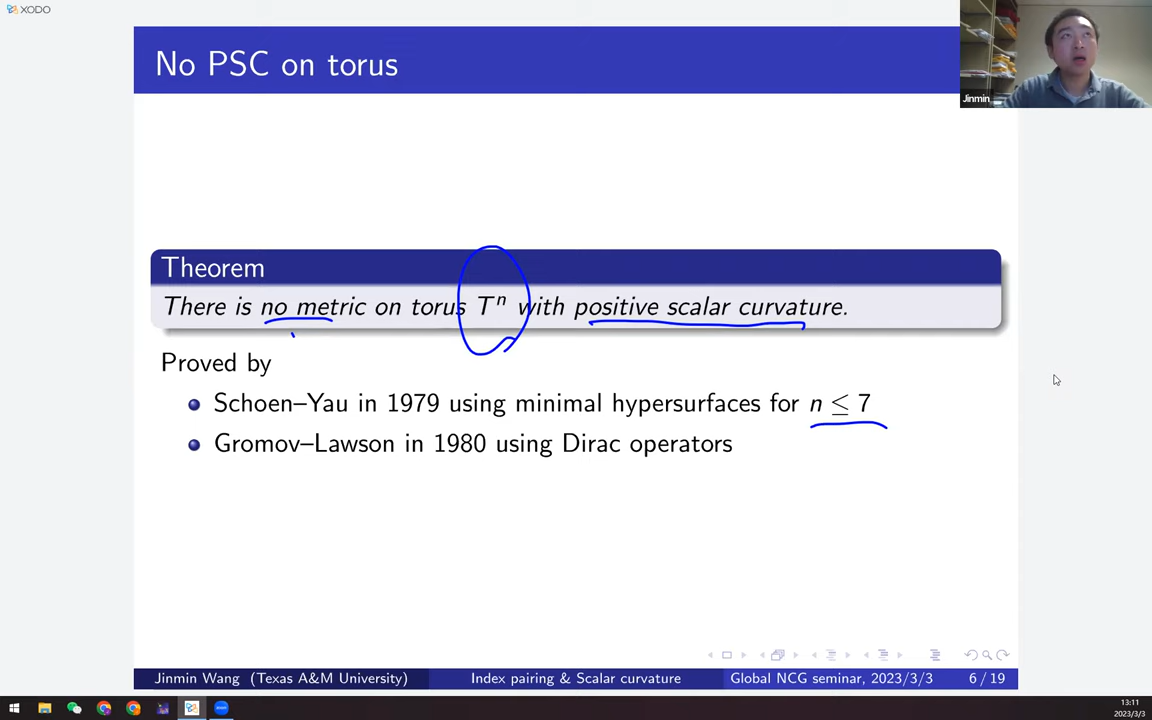 XODO
No PSC on torus
Jinmin
Theorem
There is no metric on torus Tⁿ with positive scalar curvature.
Proved by
Schoen–Yau in 1979 using minimal hypersurfaces for n ≤ 7
Gromov–Lawson in 1980 using Dirac operators
Jinmin Wang (Texas A&M University) Index pairing & Scalar curvature Global NCG seminar, 2023/3/3 6 / 19
13:11
2023/3/3